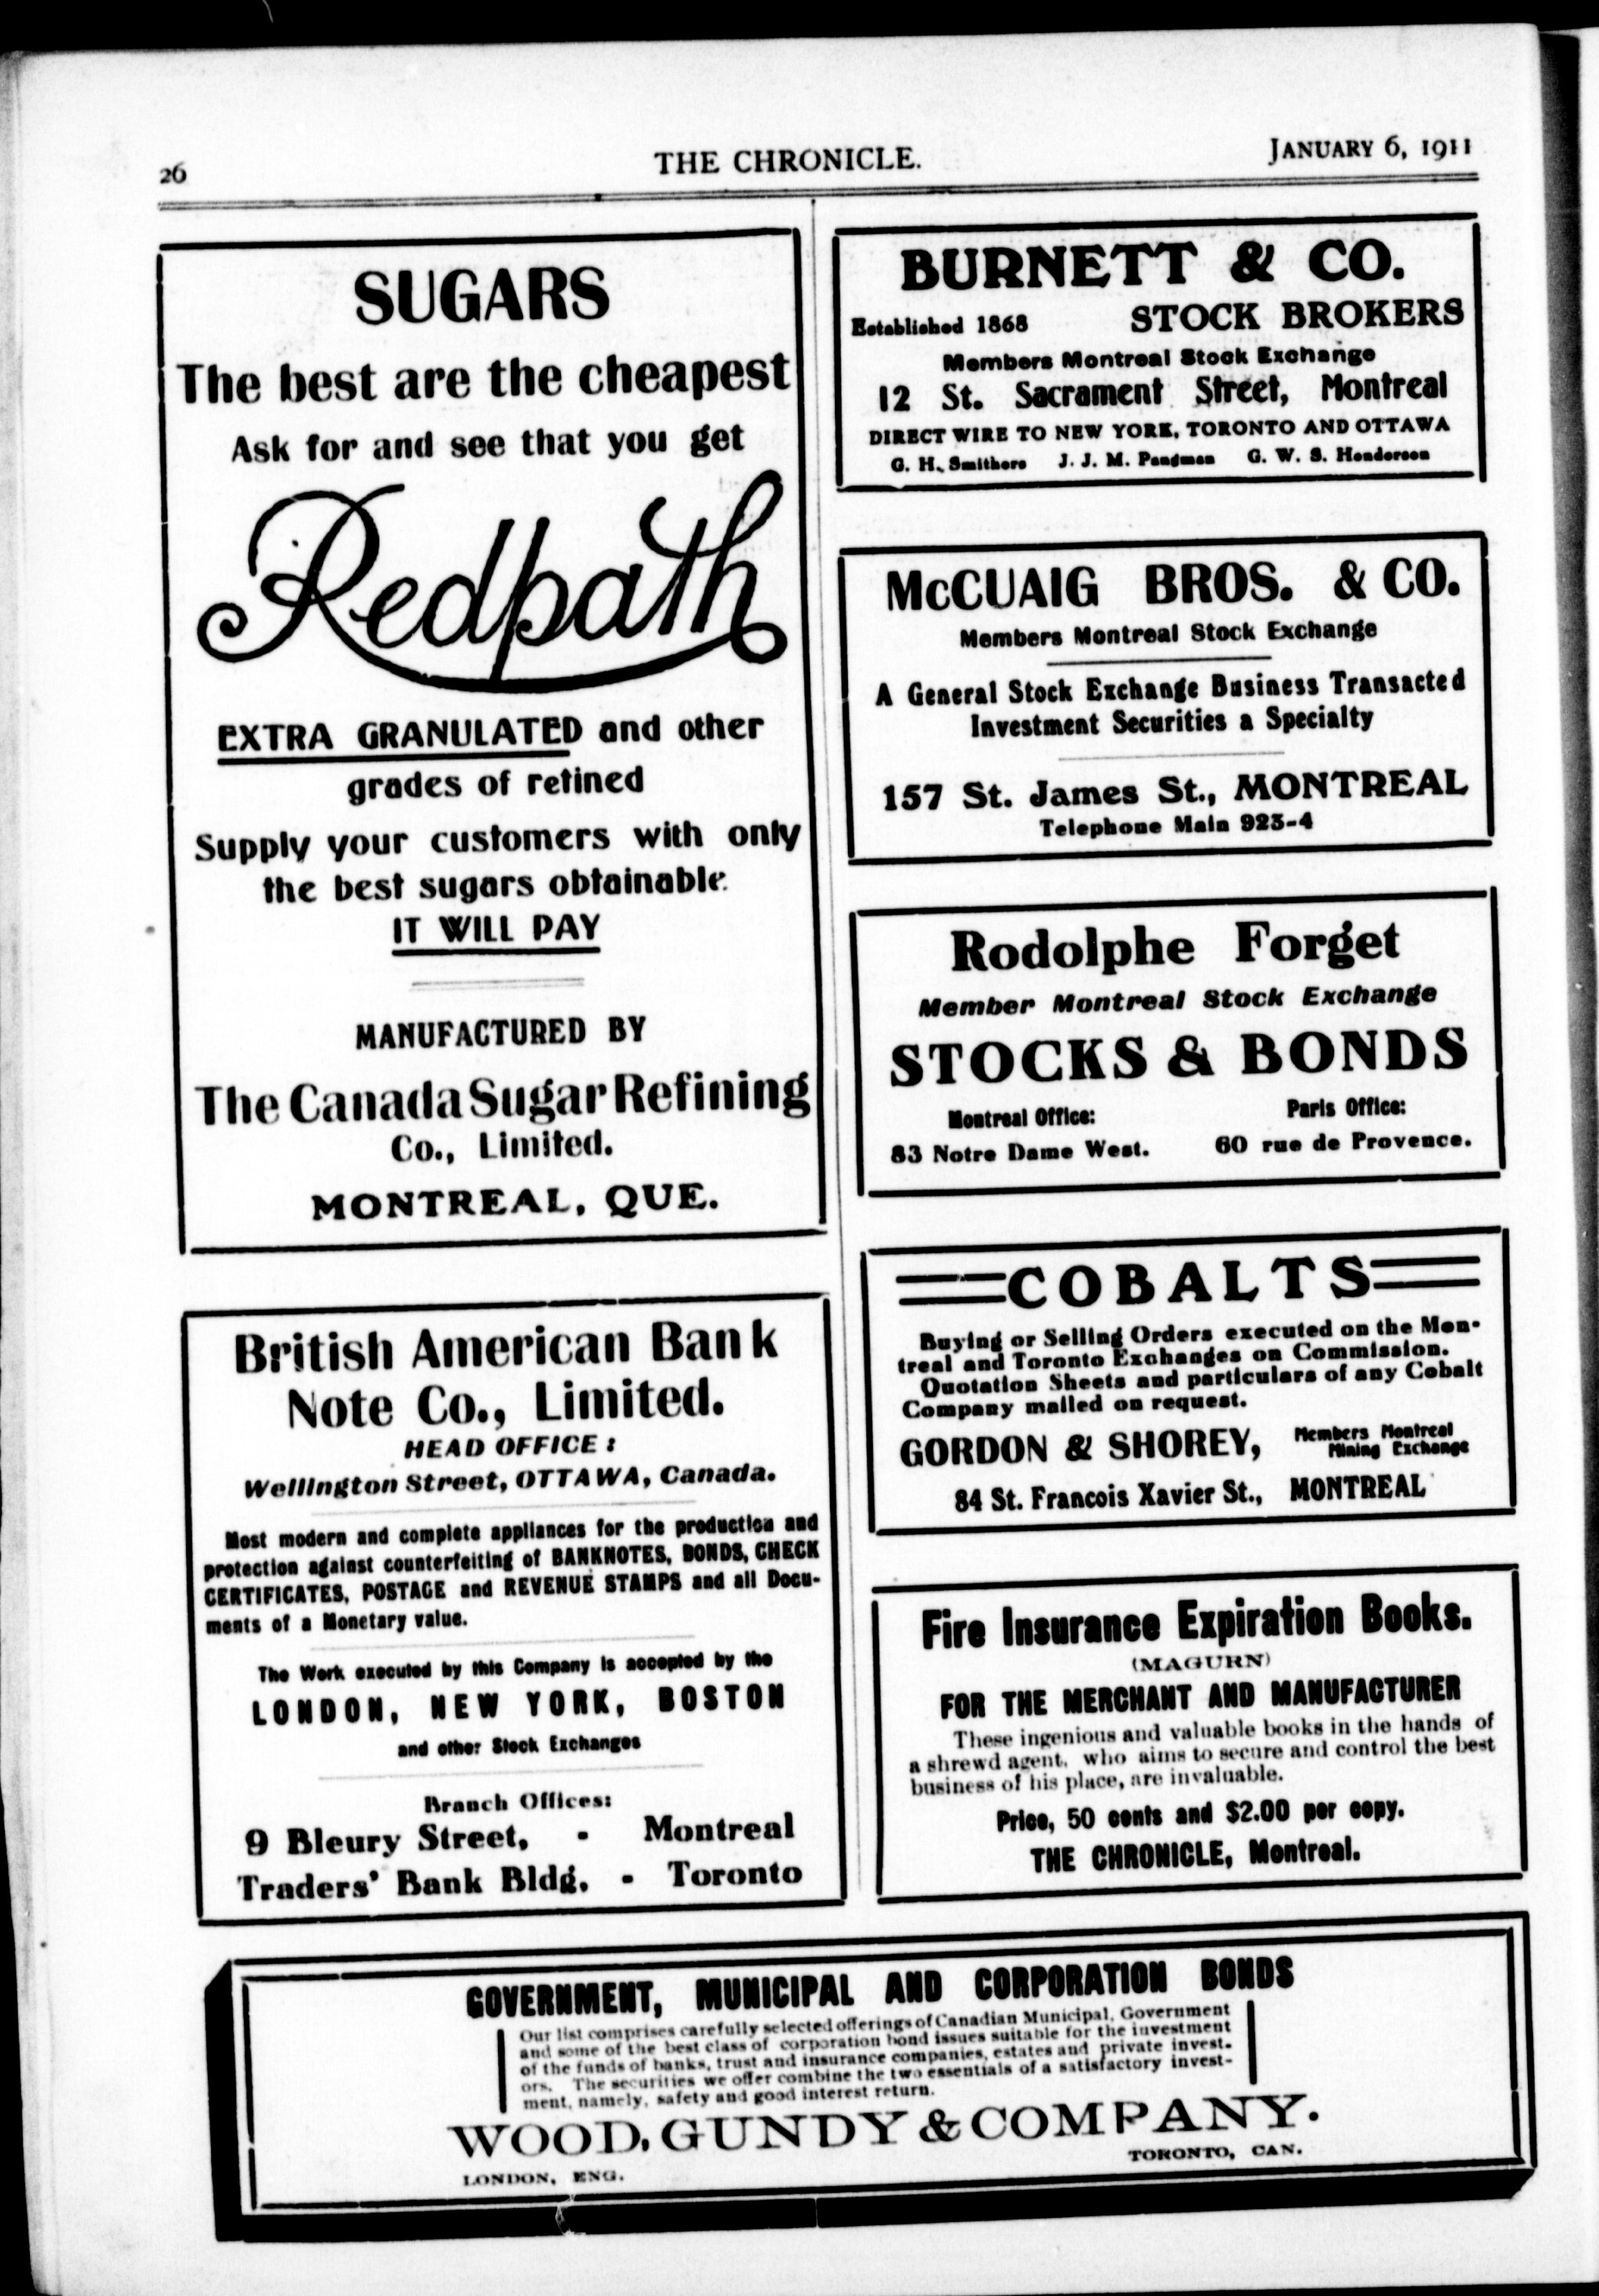 26
THE CHRONICLE.
JANUARY 6, 1911
SUGARS
The best are the cheapest
Ask for and see that you get
Redpath
EXTRA GRANULATED and other
grades of refined
Supply your customers with only
the best sugars obtainable.
IT WILL PAY
MANUFACTURED BY
The Canada Sugar Refining
Co., Limited.
MONTREAL, QUE.
British American Bank
Note Co., Limited.
HEAD OFFICE :
Wellington Street, OTTAWA, Canada.
Most modern and complete appliances for the production and
protection against counterfeiting of BANKNOTES, BONDS, CHECK
CERTIFICATES, POSTAGE and REVENUE STAMPS and all Docu-
ments of a Monetary value.
The Work executed by this Company is accepted by the
LONDON, NEW YORK, BOSTON
and other Stock Exchanges
Branch Offices:
9 Bleury Street, - Montreal
Traders' Bank Bldg. - Toronto
BURNETT & CO.
Established 1868 STOCK BROKERS
Members Montreal Stock Exchange
12 St. Sacrament Street, Montreal
DIRECT WIRE TO NEW YORK, TORONTO AND OTTAWA
G. H. Smithers J. J. M. Pangman G. W. S. Henderson
McCUAIG BROS. & CO.
Members Montreal Stock Exchange
A General Stock Exchange Business Transacted
Investment Securities a Specialty
157 St. James St., MONTREAL
Telephone Main 923-4
Rodolphe Forget
Member Montreal Stock Exchange
STOCKS & BONDS
Montreal Office: Paris Office:
83 Notre Dame West. 60 rue de Provence.
COBALTS
Buying or Selling Orders executed on the Mon-
treal and Toronto Exchanges on Commission.
Quotation Sheets and particulars of any Cobalt
Company mailed on request.
GORDON & SHOREY, Members Montreal
Mining Exchange
84 St. Francois Xavier St., MONTREAL
Fire Insurance Expiration Books.
(MAGURN)
FOR THE MERCHANT AND MANUFACTURER
These ingenious and valuable books in the hands of
a shrewd agent, who aims to secure and control the best
business of his place, are invaluable.
Price, 50 cents and $2.00 per copy.
THE CHRONICLE, Montreal.
GOVERNMENT, MUNICIPAL AND CORPORATION BONDS
Our list comprises carefully selected offerings of Canadian Municipal, Government
and some of the best class of corporation bond issues suitable for the investment
of the funds of banks, trust and insurance companies, estates and private invest-
ors. The securities we offer combine the two essentials of a satisfactory invest-
ment, namely, safety and good interest return.
WOOD, GUNDY & COMPANY.
LONDON, ENG. TORONTO, CAN.